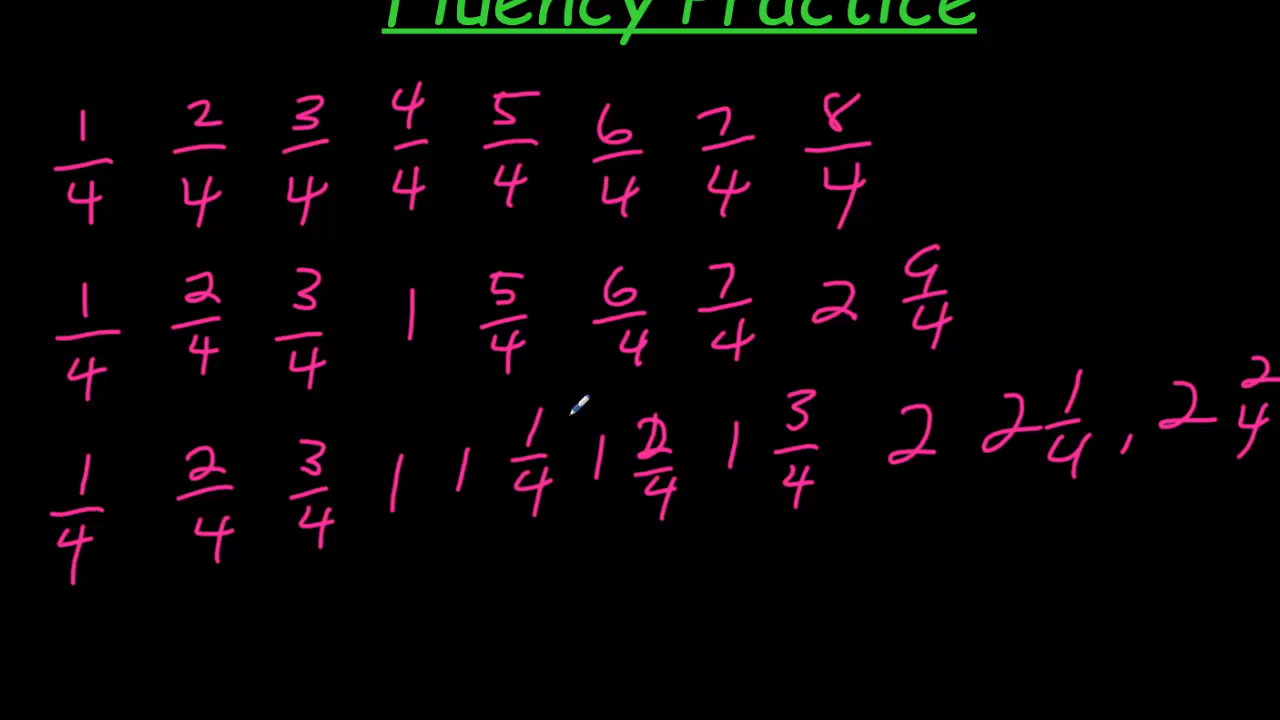 Fluency Practice
1/4 2/4 3/4 4/4 5/4 6/4 7/4 8/4
1/4 2/4 3/4 1 5/4 6/4 7/4 2 9/4
1/4 2/4 3/4 1 1 1/4 1 2/4 1 3/4 2 2 1/4, 2 2/4